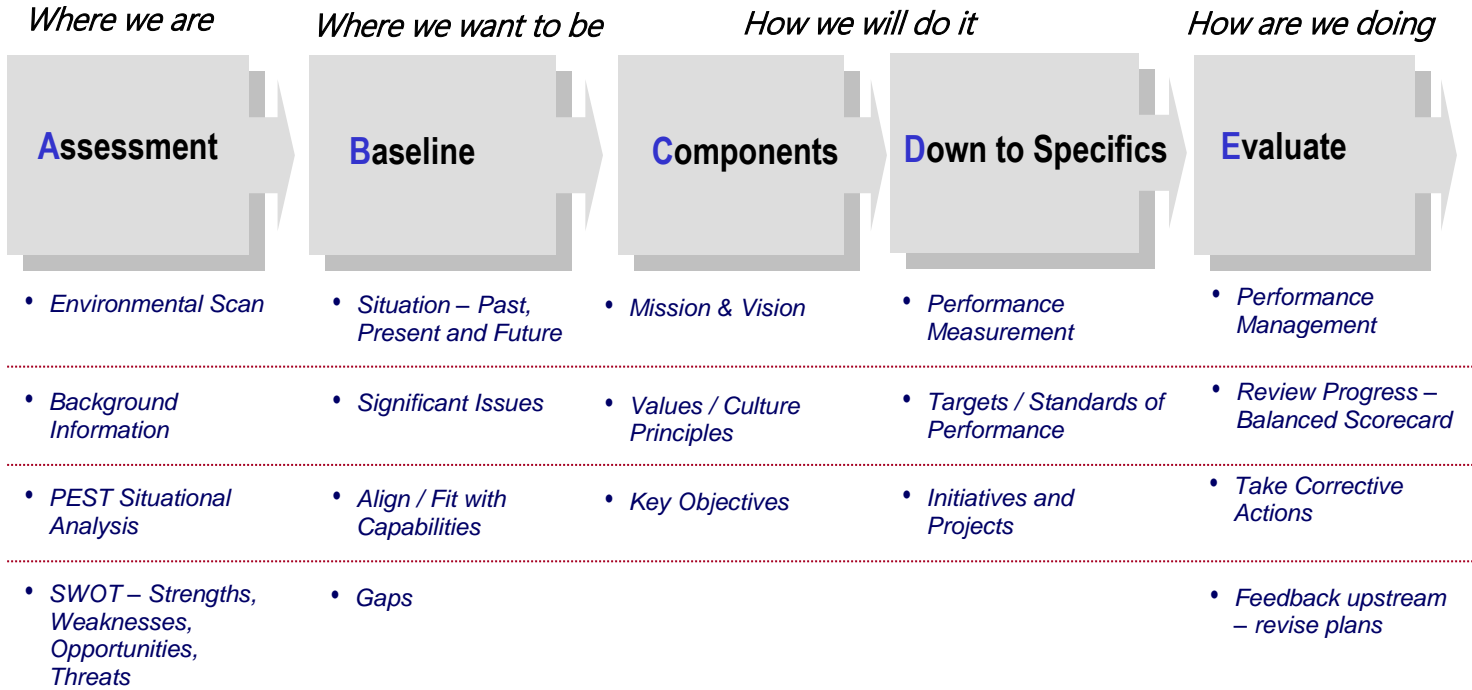 Where we are
Where we want to be
How we will do it
How are we doing
Assessment
Baseline
Components
Down to Specifics
Evaluate
• Environmental Scan
• Situation – Past,
Present and Future
• Mission & Vision
• Performance
Measurement
• Performance
Management
• Background
Information
• Significant Issues
• Values / Culture
Principles
• Targets / Standards of
Performance
• Review Progress –
Balanced Scorecard
• PEST Situational
Analysis
• Align / Fit with
Capabilities
• Key Objectives
• Initiatives and
Projects
• Take Corrective
Actions
• SWOT – Strengths,
Weaknesses,
Opportunities,
Threats
• Gaps
• Feedback upstream
– revise plans